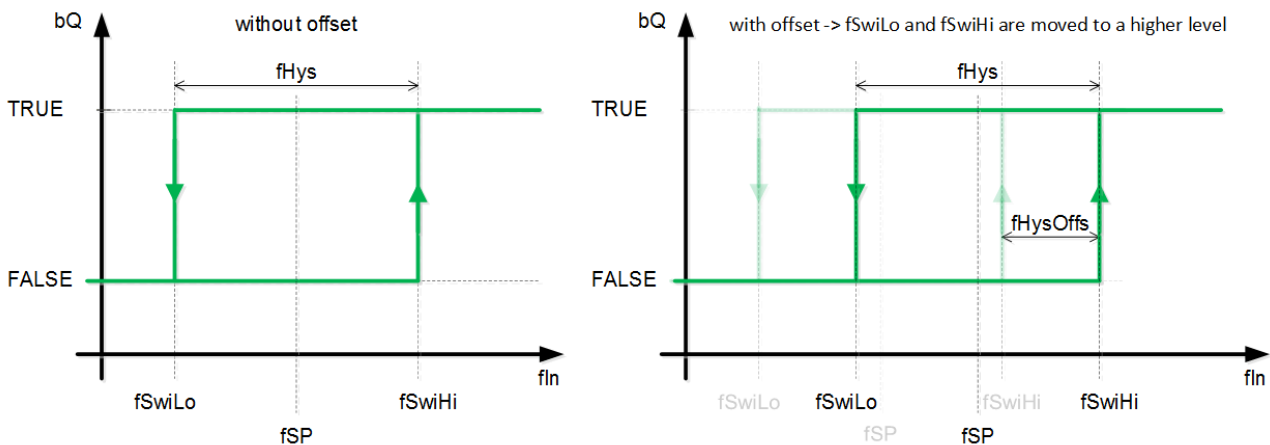 bQ
without offset
fHys
TRUE
FALSE
fIn
fSwiLo
fSwiHi
fSP
bQ
with offset -> fSwiLo and fSwiHi are moved to a higher level
fHys
TRUE
fHysOffs
FALSE
fIn
fSwiLo
fSwiLo
fSwiHi
fSwiHi
fSP
fSP